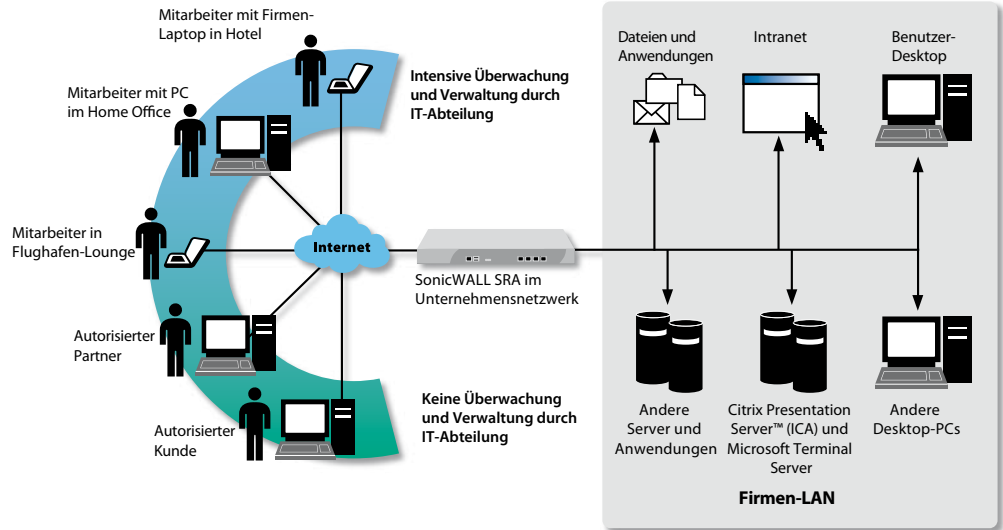 Mitarbeiter mit Firmen-
Laptop in Hotel
Mitarbeiter mit PC
im Home Office
Mitarbeiter in
Flughafen-Lounge
Autorisierter
Partner
Autorisierter
Kunde
Intensive Überwachung
und Verwaltung durch
IT-Abteilung
Internet
SonicWALL SRA im
Unternehmensnetzwerk
Keine Überwachung
und Verwaltung durch
IT-Abteilung
Dateien und
Anwendungen
Intranet
Benutzer-
Desktop
Andere
Server und
Anwendungen
Citrix Presentation
Server™ (ICA) und
Microsoft Terminal
Server
Andere
Desktop-PCs
Firmen-LAN